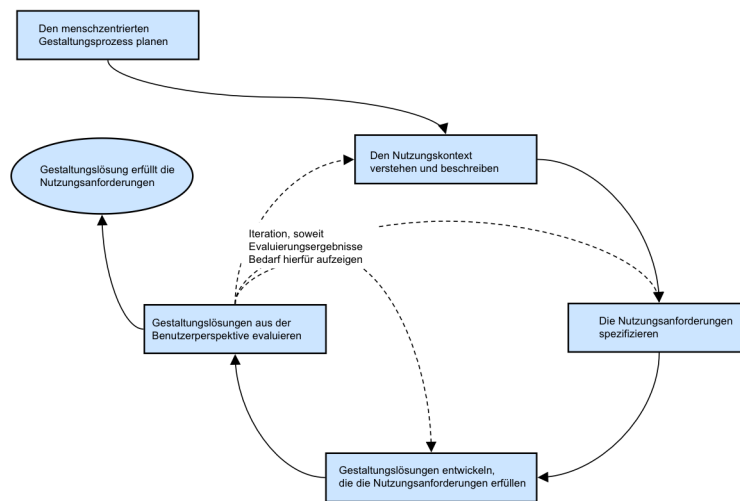 Den menschzentrierten
Gestaltungsprozess planen
Den Nutzungskontext
verstehen und beschreiben
Gestaltungslösung erfüllt die
Nutzungsanforderungen
Iteration, soweit
Evaluierungsergebnisse
Bedarf hierfür aufzeigen
Gestaltungslösungen aus der
Benutzerperspektive evaluieren
Die Nutzungsanforderungen
spezifizieren
Gestaltungslösungen entwickeln,
die die Nutzungsanforderungen erfüllen